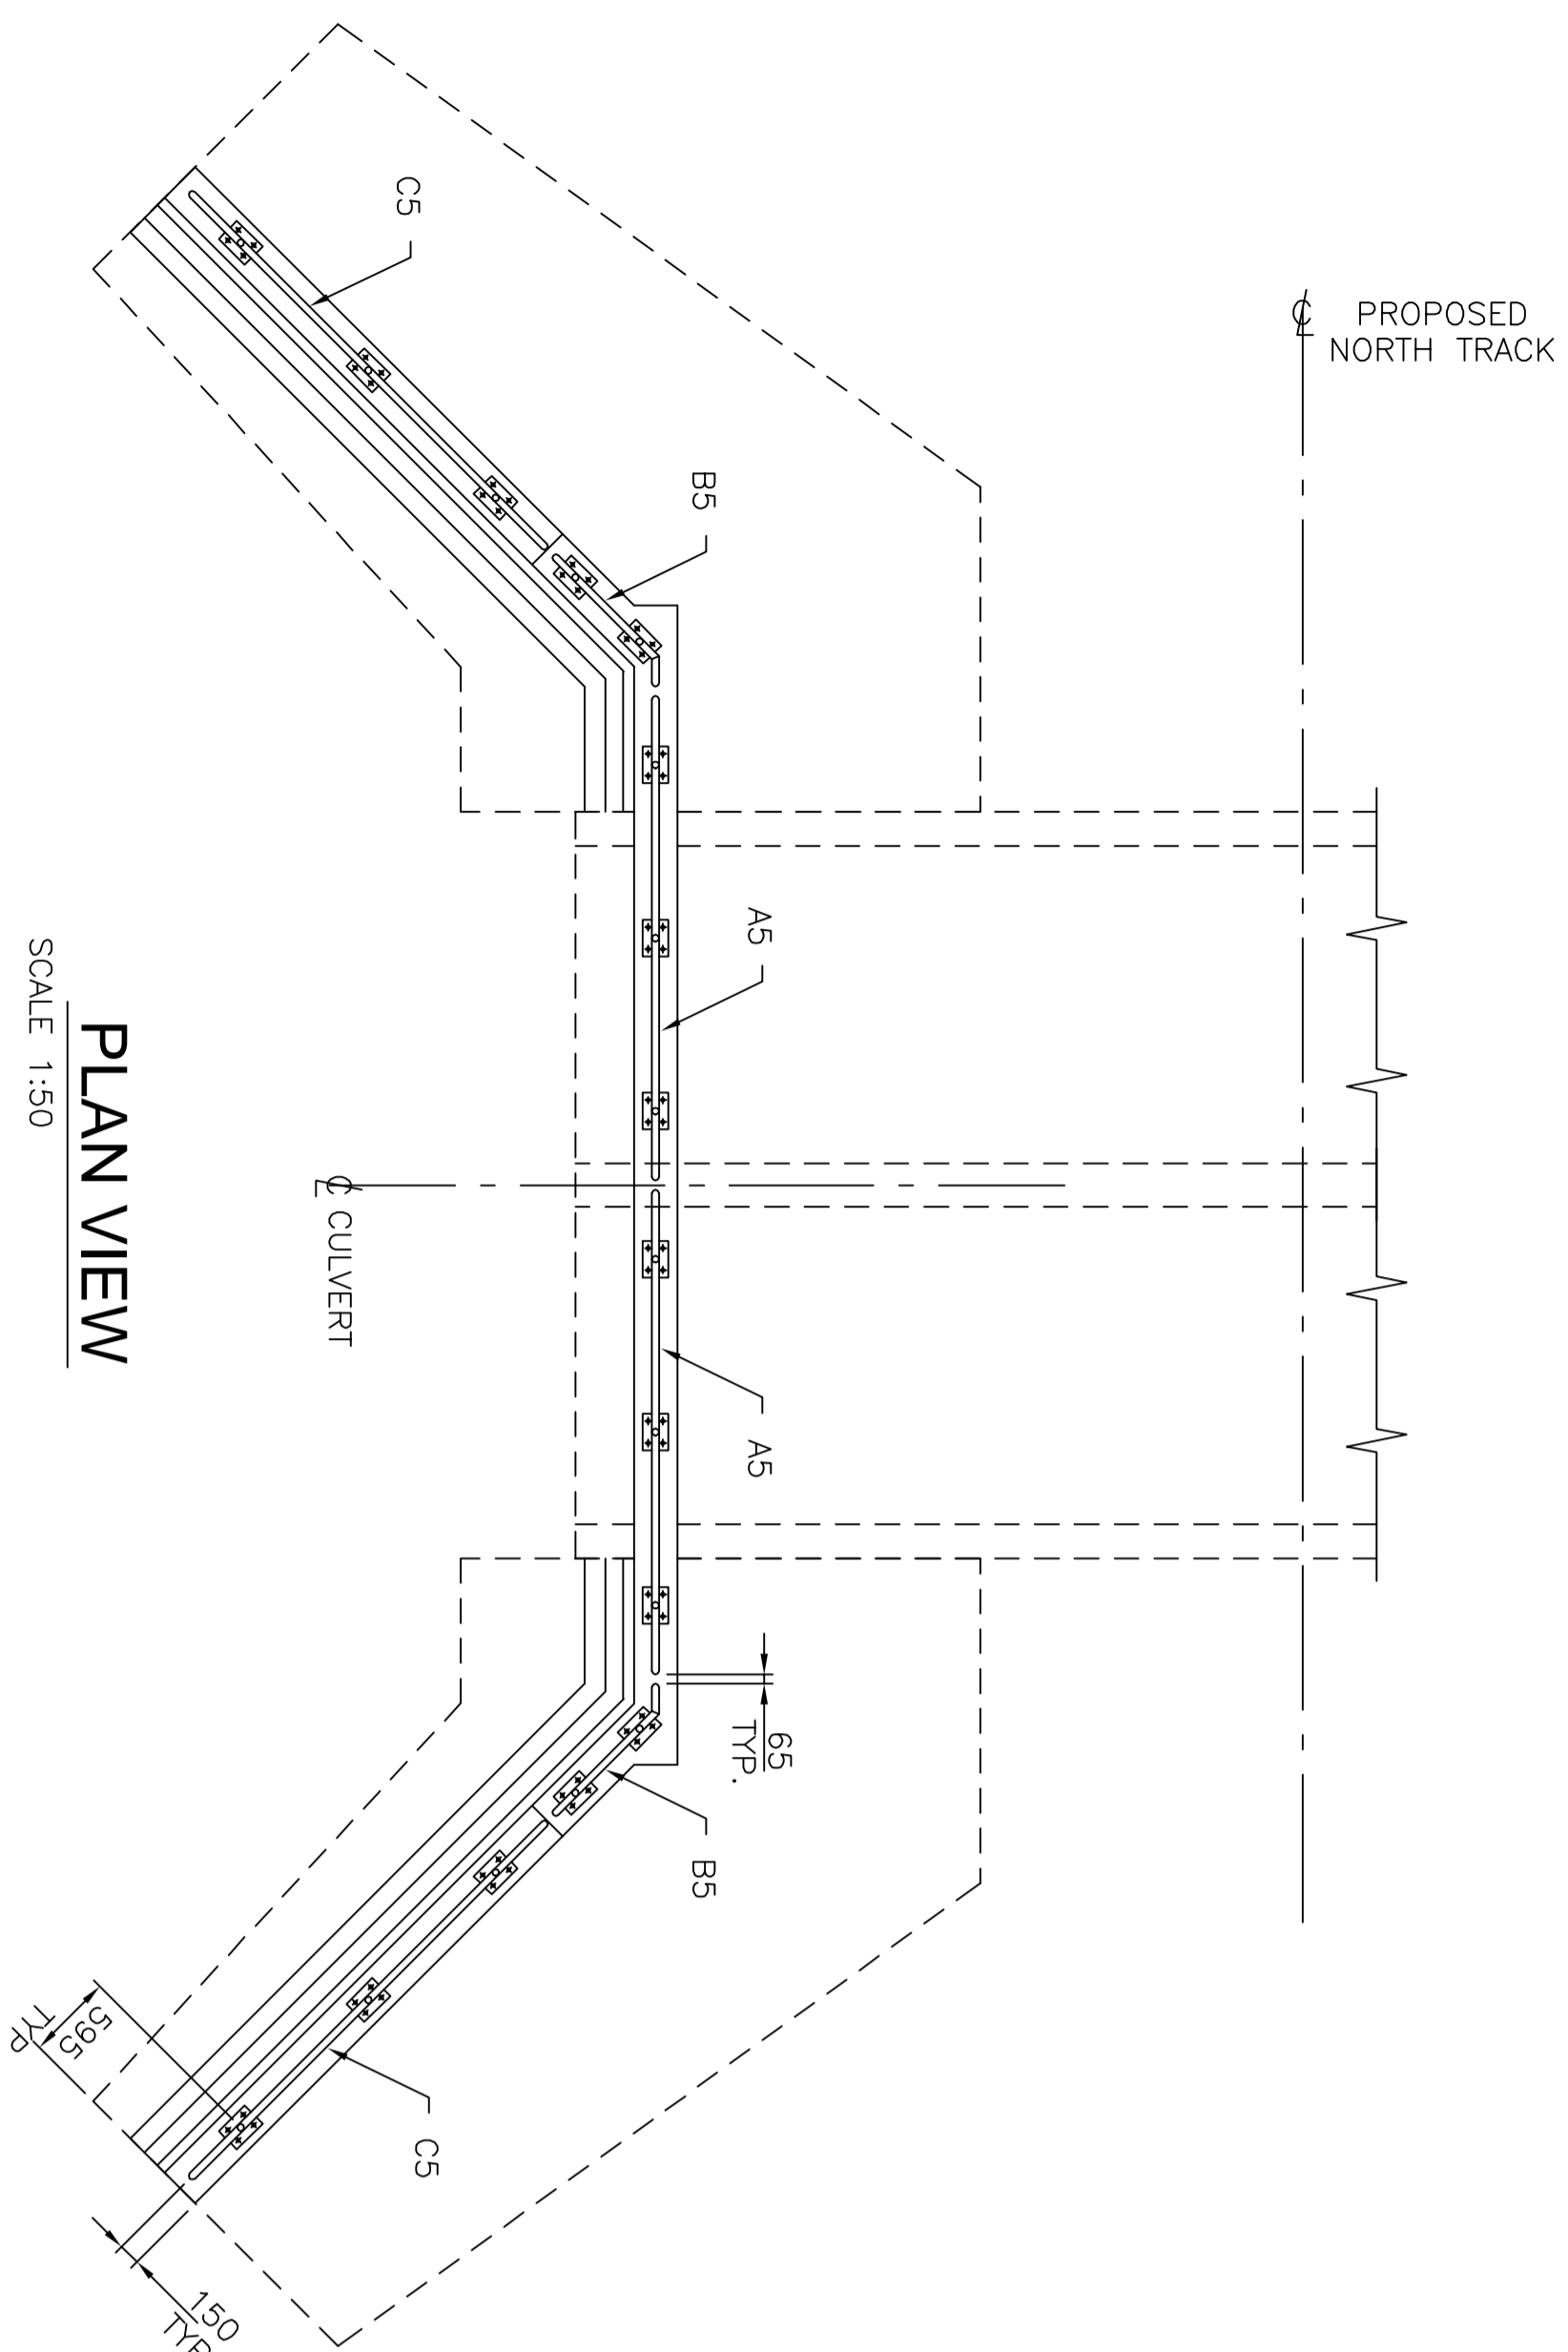 ℄ PROPOSED
NORTH TRACK
C5
B5
A5
℄ CULVERT
A5
65
TYP.
B5
C5
595
TYP
150
TYP
PLAN VIEW
SCALE 1:50